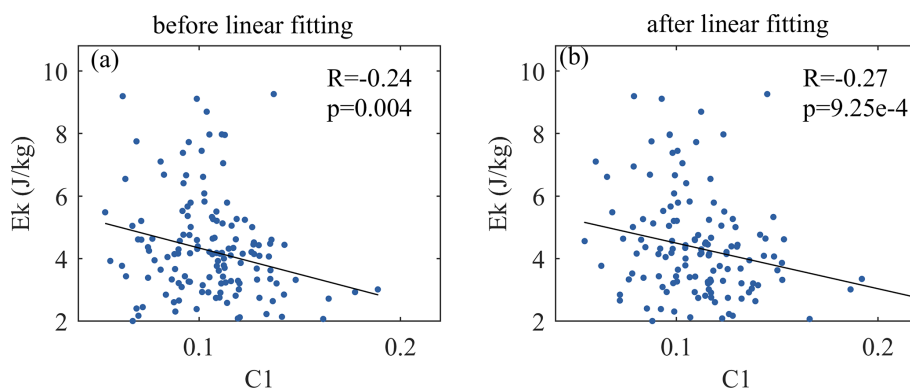 before linear fitting
(a)
R=-0.24
p=0.004
10
8
6
4
2
Ek (J/kg)
0.1
0.2
C1
after linear fitting
(b)
R=-0.27
p=9.25e-4
10
8
6
4
2
Ek (J/kg)
0.1
0.2
C1